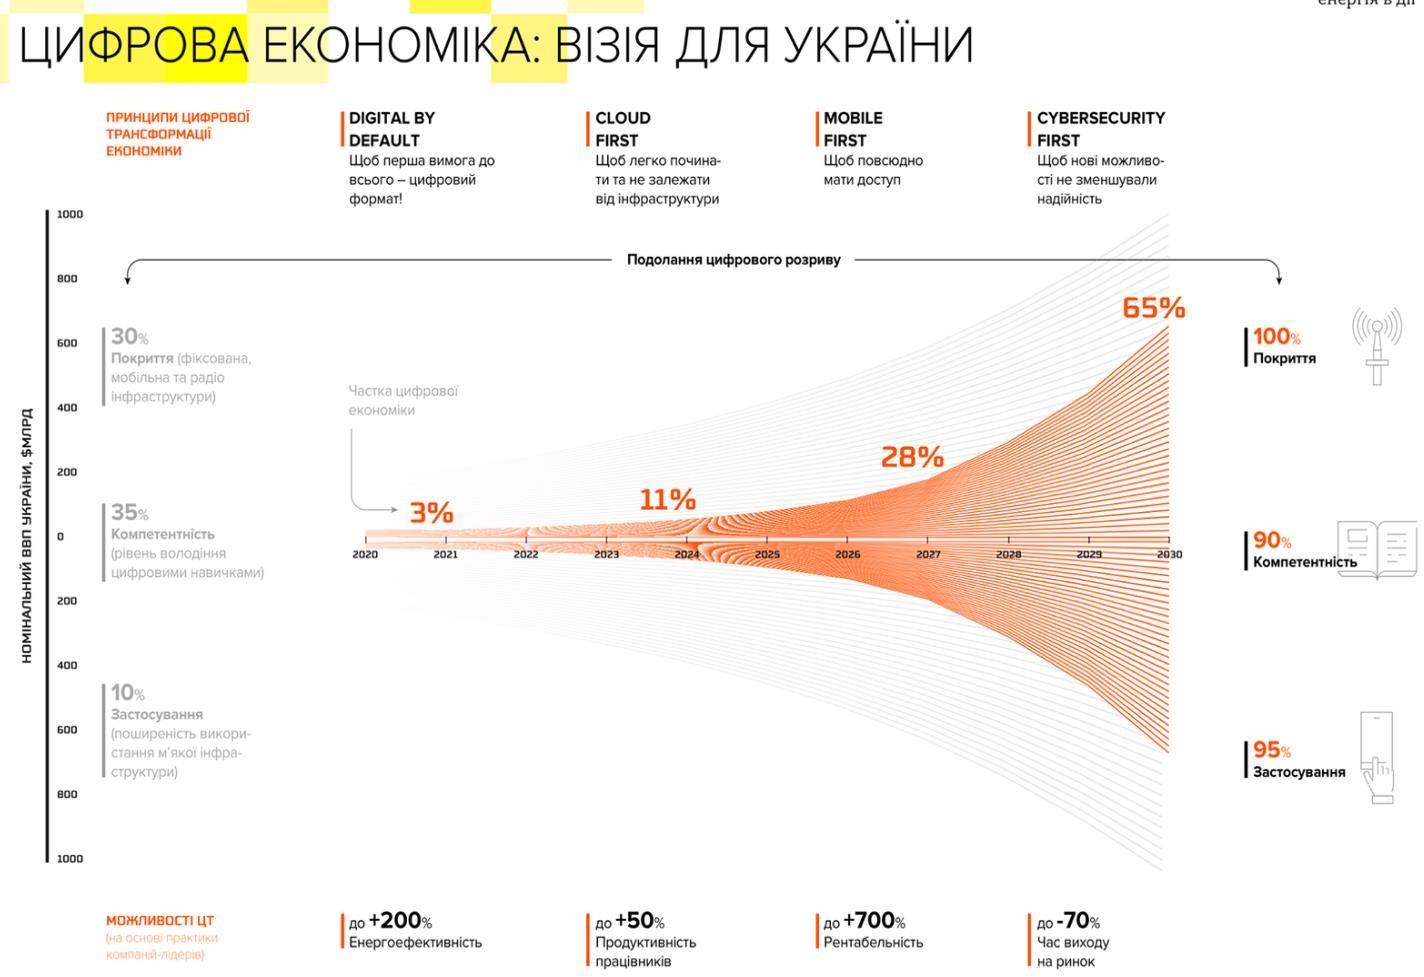 енергія в дії
ЦИФРОВА ЕКОНОМІКА: ВІЗІЯ ДЛЯ УКРАЇНИ
ПРИНЦИПИ ЦИФРОВОЇ
ТРАНСФОРМАЦІЇ
ЕКОНОМІКИ
DIGITAL BY
DEFAULT
Щоб перша вимога до
всього – цифровий
формат!
CLOUD
FIRST
Щоб легко почина-
ти та не залежати
від інфраструктури
MOBILE
FIRST
Щоб повсюдно
мати доступ
CYBERSECURITY
FIRST
Щоб нові можливо-
сті не зменшували
надійність
НОМІНАЛЬНИЙ ВВП УКРАЇНИ, $МЛРД
1000
800
600
400
200
0
200
400
600
800
1000
Подолання цифрового розриву
30%
Покриття (фіксована,
мобільна та радіо
інфраструктури)
35%
Компетентність
(рівень володіння
цифровими навичками)
10%
Застосування
(поширеність викори-
стання м'якої інфра-
структури)
Частка цифрової
економіки
3%
11%
28%
65%
2020 2021 2022 2023 2024 2025 2026 2027 2028 2029 2030
100%
Покриття
90%
Компетентність
95%
Застосування
МОЖЛИВОСТІ ЦТ
(на основі практики
компаній-лідерів)
до +200%
Енергоефективність
до +50%
Продуктивність
працівників
до +700%
Рентабельність
до -70%
Час виходу
на ринок